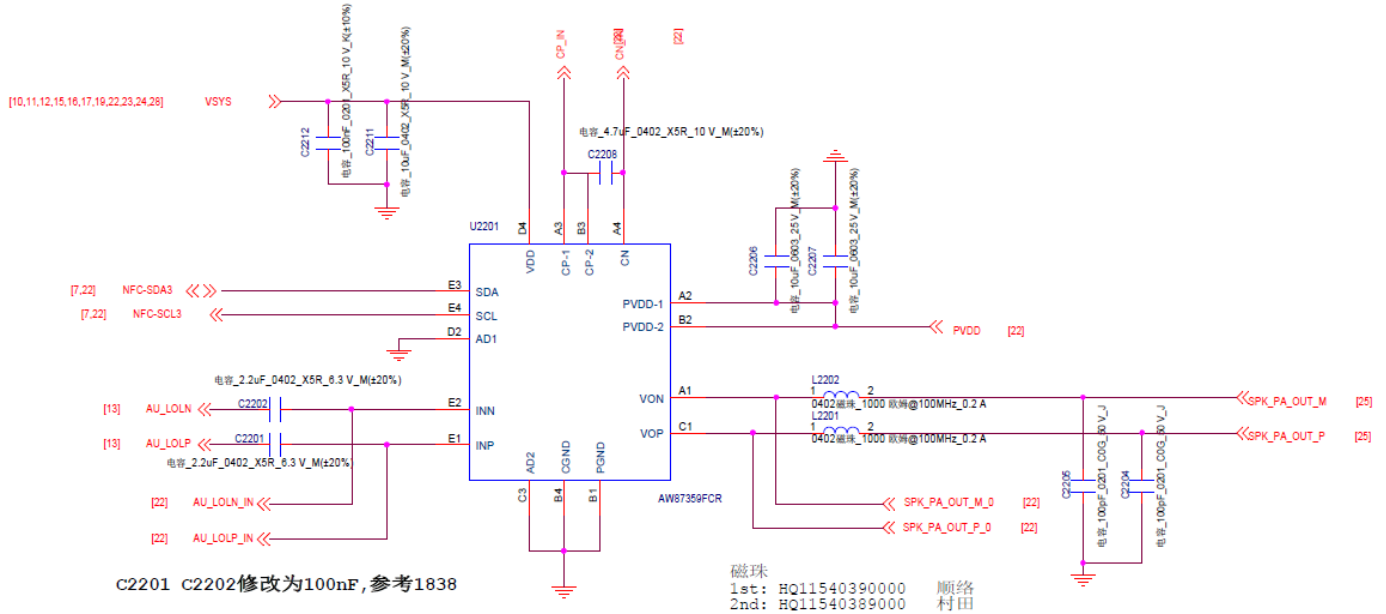 CP_IN
[22]
[10,11,12,15,16,17,19,22,23,24,28]
VSYS
C2212
电容_100nF_0201_X5R_10 V_K(±10%)
C2211
电容_10uF_0402_X5R_10 V_M(±20%)
电容_4.7uF_0402_X5R_10 V_M(±20%)
C2208
U2201
D4
A3
B3
A4
VDD
CP-1
CP-2
CN
C2206
电容_10uF_0603_25 V_M(±20%)
C2207
电容_10uF_0603_25 V_M(±20%)
[7,22]
NFC-SDA3
E3
SDA
[7,22]
NFC-SCL3
E4
SCL
D2
AD1
PVDD-1
A2
PVDD-2
B2
PVDD
[22]
电容_2.2uF_0402_X5R_6.3 V_M(±20%)
[13]
AU_LOLN
C2202
E2
INN
[13]
AU_LOLP
C2201
E1
INP
电容_2.2uF_0402_X5R_6.3 V_M(±20%)
VON
A1
L2202
1
2
0402磁珠_1000 欧姆@100MHz_0.2 A
SPK_PA_OUT_M
[25]
VOP
C1
L2201
1
2
0402磁珠_1000 欧姆@100MHz_0.2 A
SPK_PA_OUT_P
[25]
AD2
CGND
PGND
C3
B4
B1
AW87359FCR
[22]
AU_LOLN_IN
[22]
AU_LOLP_IN
SPK_PA_OUT_M_0
[22]
SPK_PA_OUT_P_0
[22]
C2205
电容_100pF_0201_C0G_50 V_J
C2204
电容_100pF_0201_C0G_50 V_J
C2201 C2202修改为100nF,参考1838
磁珠
1st: HQ11540390000 顺络
2nd: HQ11540389000 村田